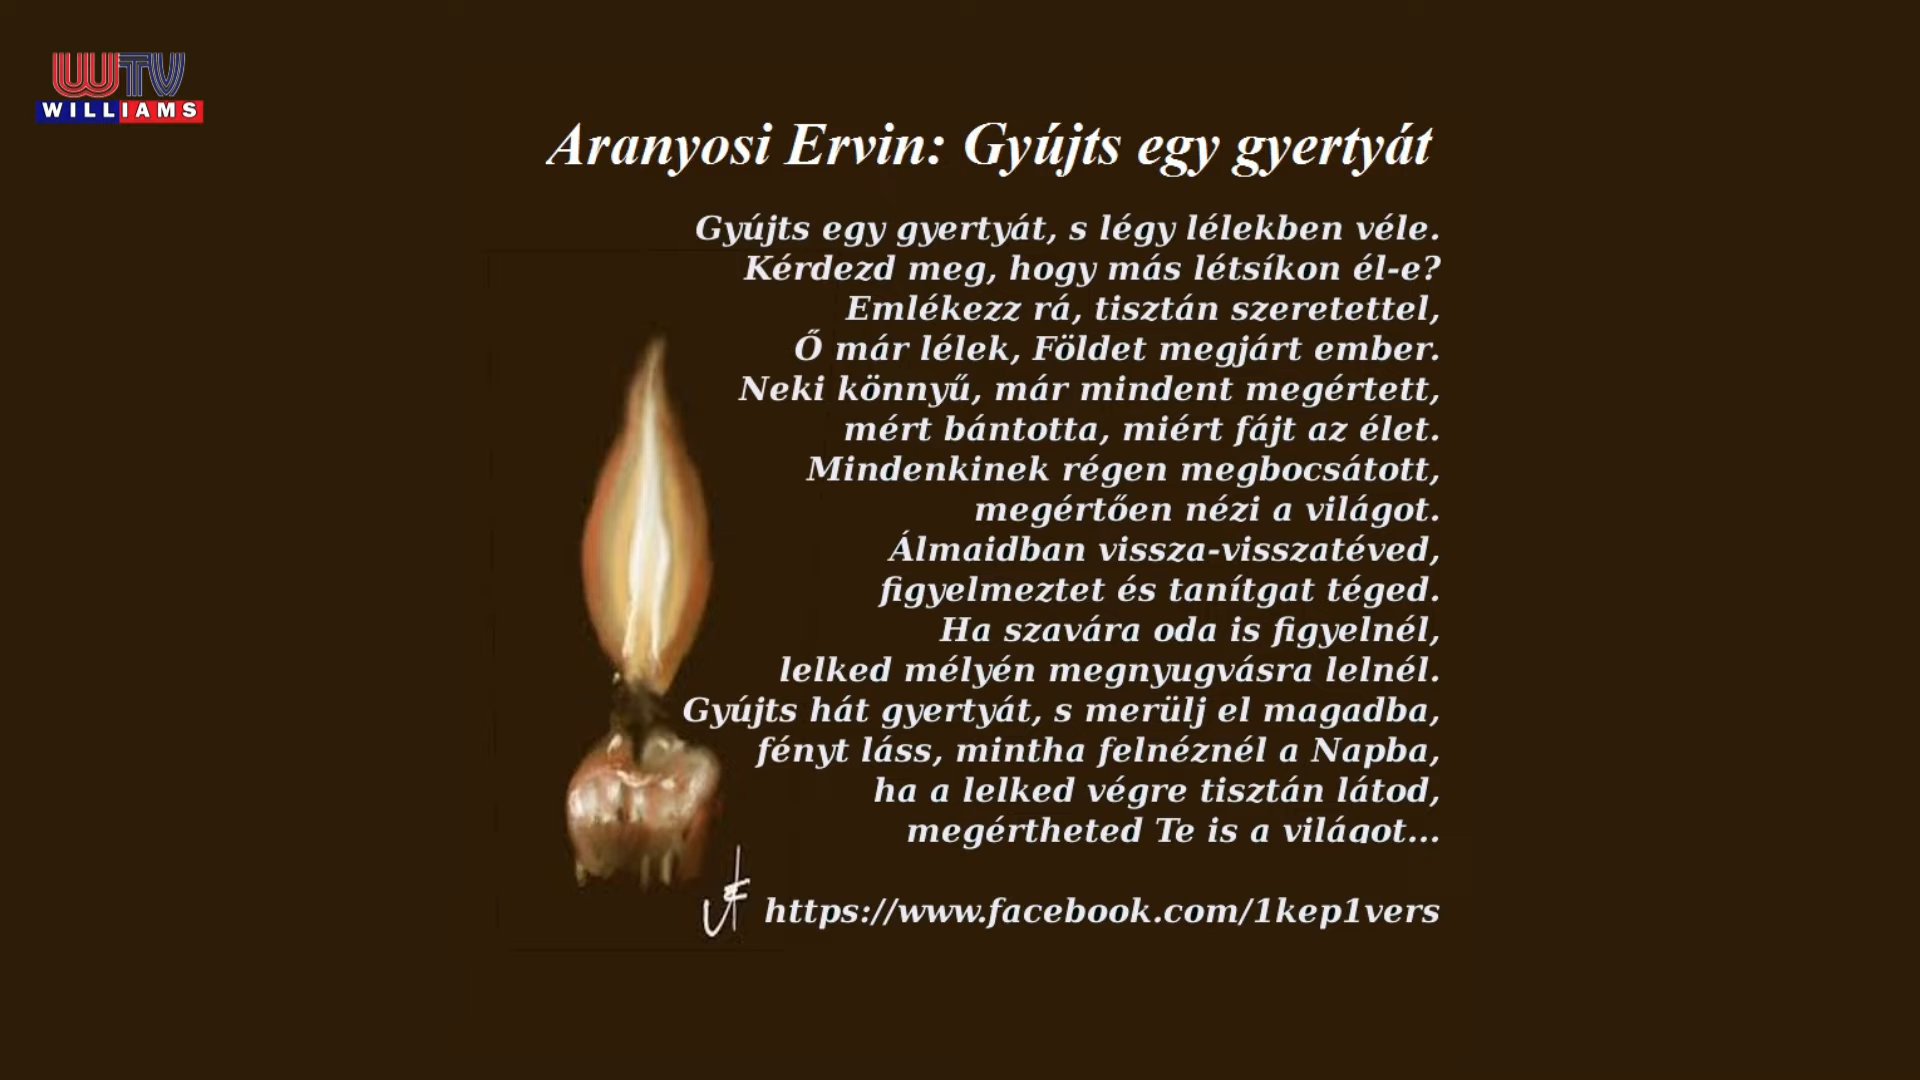 WTV
WILLIAMS
Aranyosi Ervin: Gyújts egy gyertyát
Gyújts egy gyertyát, s légy lélekben véle.
Kérdezd meg, hogy más létsíkon él-e?
Emlékezz rá, tisztán szeretettel,
Ő már lélek, Földet megjárt ember.
Neki könnyű, már mindent megértett,
mért bántotta, miért fájt az élet.
Mindenkinek régen megbocsátott,
megértően nézi a világot.
Álmaidban vissza-visszatéved,
figyelmeztet és tanítgat téged.
Ha szavára oda is figyelnél,
lelked mélyén megnyugvásra lelnél.
Gyújts hát gyertyát, s merülj el magadba,
fényt láss, mintha felnéznél a Napba,
ha a lelked végre tisztán látod,
megértheted Te is a világot...
https://www.facebook.com/1kep1vers